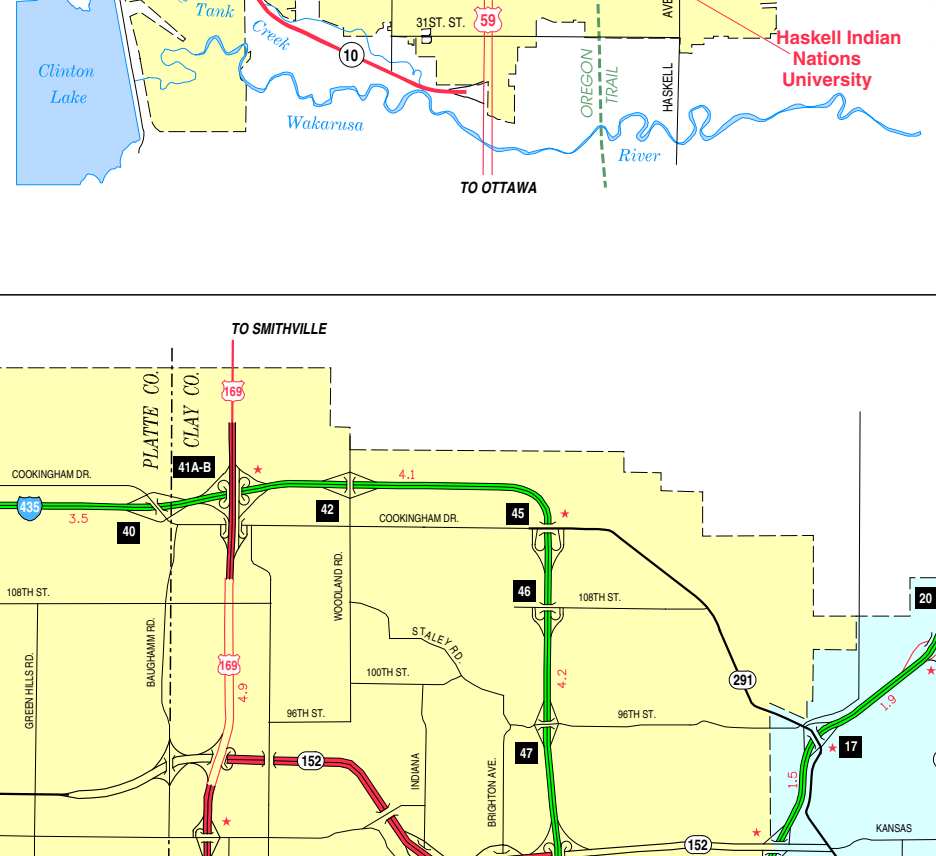 Tank
Creek
31ST. ST.
59
AVE
Haskell Indian
Nations
University
10
Clinton
Lake
OREGON
TRAIL
HASKELL
Wakarusa
River
TO OTTAWA
TO SMITHVILLE
PLATTE CO.
CLAY CO.
169
COOKINGHAM DR.
41A-B
4.1
435
3.5
40
42
COOKINGHAM DR.
45
WOODLAND RD.
46
108TH ST.
108TH ST.
20
BAUGHAMM RD.
STALEY RD.
GREEN HILLS RD.
169
4.9
100TH ST.
4.2
291
1.9
96TH ST.
96TH ST.
47
17
152
INDIANA
BRIGHTON AVE.
1.5
KANSAS
152